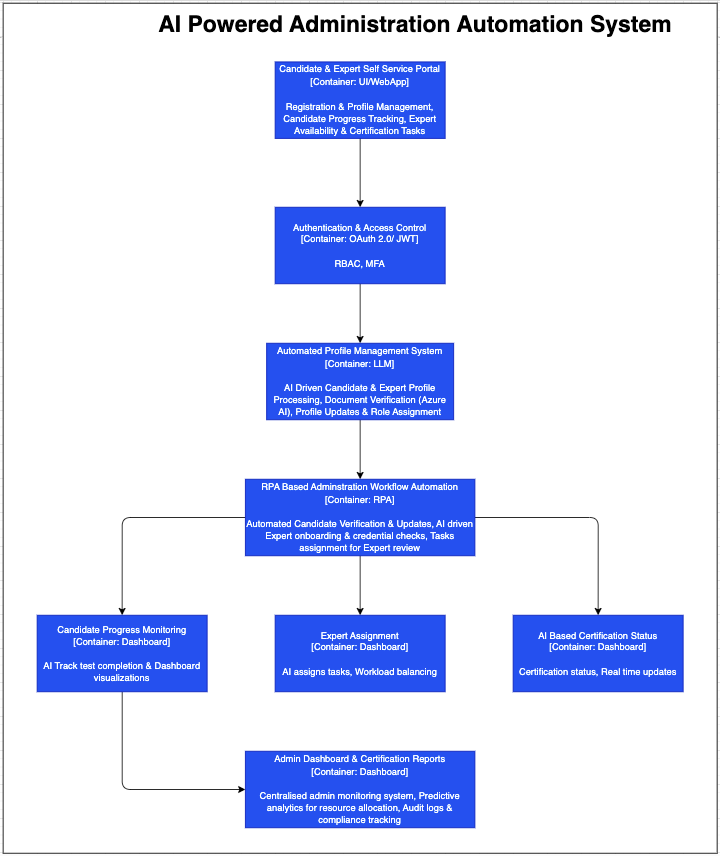 AI Powered Administration Automation System
Candidate & Expert Self Service Portal
[Container: UI/WebApp]
Registration & Profile Management,
Candidate Progress Tracking, Expert
Availability & Certification Tasks
Authentication & Access Control
[Container: OAuth 2.0/ JWT]
RBAC, MFA
Automated Profile Management System
[Container: LLM]
AI Driven Candidate & Expert Profile
Processing, Document Verification (Azure
AI), Profile Updates & Role Assignment
RPA Based Adminstration Workflow Automation
[Container: RPA]
Automated Candidate Verification & Updates, AI driven
Expert onboarding & credential checks, Tasks
assignment for Expert review
Candidate Progress Monitoring
[Container: Dashboard]
AI Track test completion & Dashboard
visualizations
Expert Assignment
[Container: Dashboard]
AI assigns tasks, Workload balancing
AI Based Certification Status
[Container: Dashboard]
Certification status, Real time updates
Admin Dashboard & Certification Reports
[Container: Dashboard]
Centralised admin monitoring system, Predictive
analytics for resource allocation, Audit logs &
compliance tracking